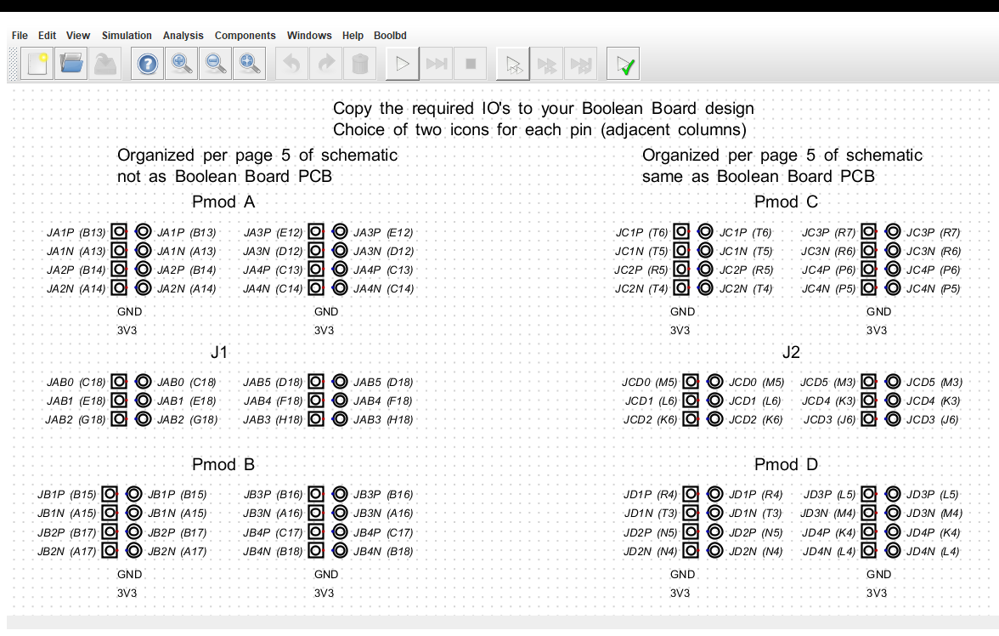 File Edit View Simulation Analysis Components Windows Help Boolbd
Copy the required IO's to your Boolean Board design
Choice of two icons for each pin (adjacent columns)
Organized per page 5 of schematic
not as Boolean Board PCB
Pmod A
JA1P (B13) JA1P (B13) JA3P (E12) JA3P (E12)
JA1N (A13) JA1N (A13) JA3N (D12) JA3N (D12)
JA2P (B14) JA2P (B14) JA4P (C13) JA4P (C13)
JA2N (A14) JA2N (A14) JA4N (C14) JA4N (C14)
GND GND
3V3 3V3
J1
JAB0 (C18) JAB0 (C18) JAB5 (D18) JAB5 (D18)
JAB1 (E18) JAB1 (E18) JAB4 (F18) JAB4 (F18)
JAB2 (G18) JAB2 (G18) JAB3 (H18) JAB3 (H18)
Pmod B
JB1P (B15) JB1P (B15) JB3P (B16) JB3P (B16)
JB1N (A15) JB1N (A15) JB3N (A16) JB3N (A16)
JB2P (B17) JB2P (B17) JB4P (C17) JB4P (C17)
JB2N (A17) JB2N (A17) JB4N (B18) JB4N (B18)
GND GND
3V3 3V3
Organized per page 5 of schematic
same as Boolean Board PCB
Pmod C
JC1P (T6) JC1P (T6) JC3P (R7) JC3P (R7)
JC1N (T5) JC1N (T5) JC3N (R6) JC3N (R6)
JC2P (R5) JC2P (R5) JC4P (P6) JC4P (P6)
JC2N (T4) JC2N (T4) JC4N (P5) JC4N (P5)
GND GND
3V3 3V3
J2
JCD0 (M5) JCD0 (M5) JCD5 (M3) JCD5 (M3)
JCD1 (L6) JCD1 (L6) JCD4 (K3) JCD4 (K3)
JCD2 (K6) JCD2 (K6) JCD3 (J6) JCD3 (J6)
Pmod D
JD1P (R4) JD1P (R4) JD3P (L5) JD3P (L5)
JD1N (T3) JD1N (T3) JD3N (M4) JD3N (M4)
JD2P (N5) JD2P (N5) JD4P (K4) JD4P (K4)
JD2N (N4) JD2N (N4) JD4N (L4) JD4N (L4)
GND GND
3V3 3V3